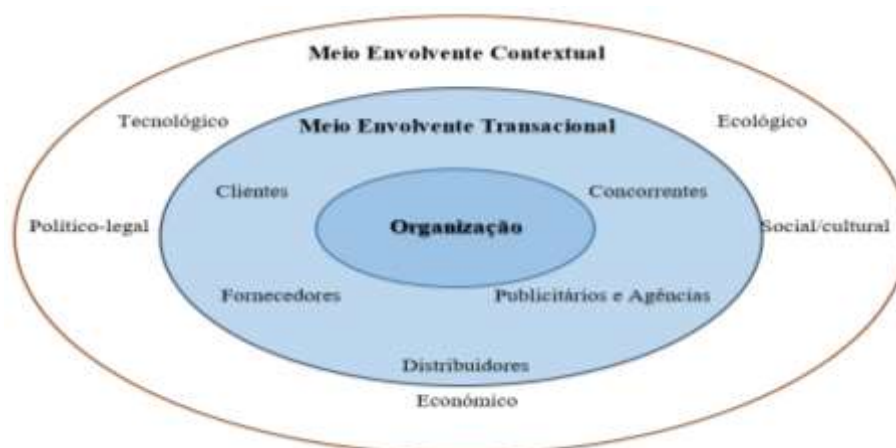 Meio Envolvente Contextual
Tecnológico
Ecológico
Meio Envolvente Transacional
Clientes
Concorrentes
Político-legal
Organização
Social/cultural
Fornecedores
Publicitários e Agências
Distribuidores
Económico